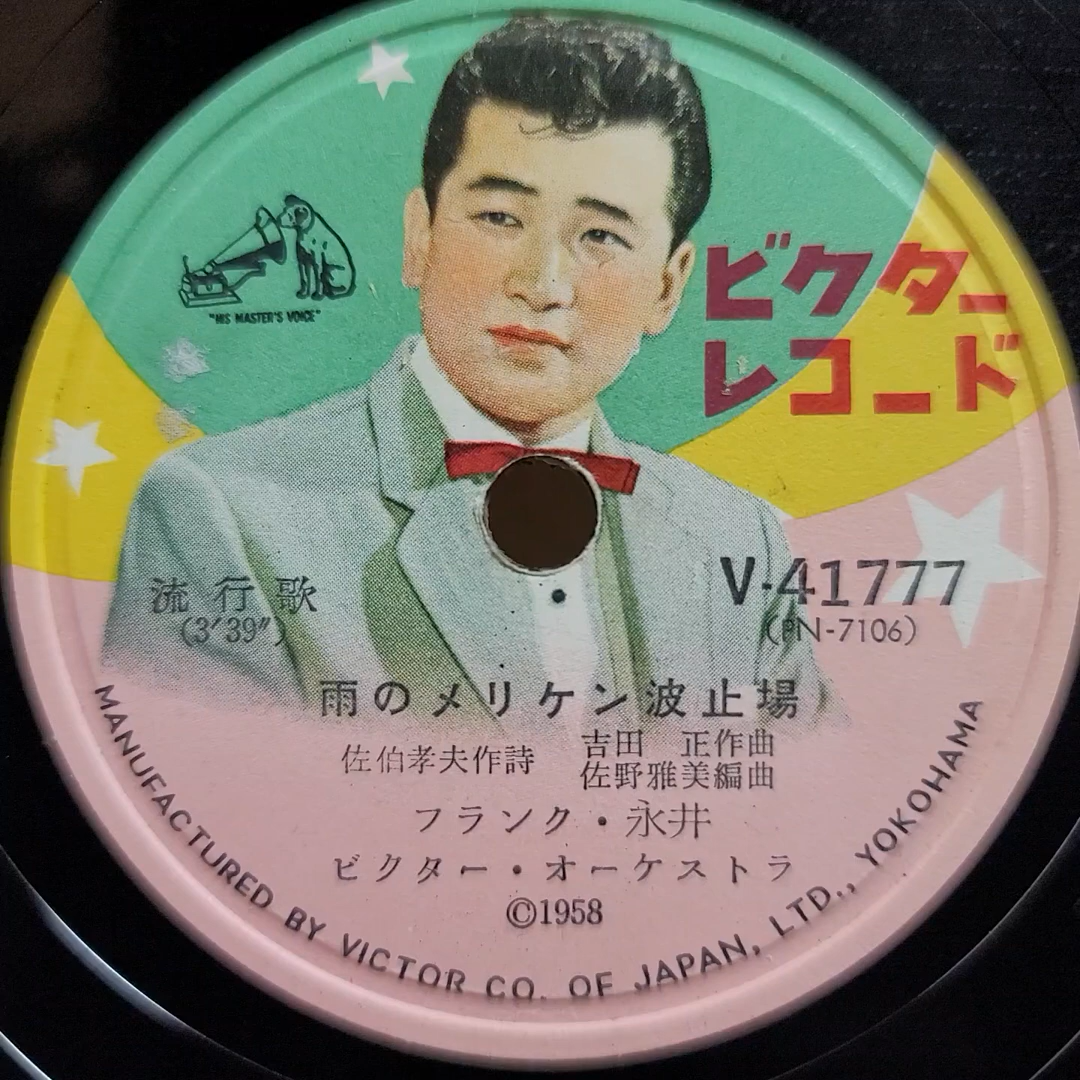 "HIS MASTER'S VOICE"
ビクター
レコード
流行歌
(3′39″)
V-41777
(PN-7106)
雨のメリケン波止場
佐伯孝夫作詩
吉田 正作曲
佐野雅美編曲
フランク・永井
ビクター・オーケストラ
©1958
MANUFACTURED BY VICTOR CO. OF JAPAN, LTD., YOKOHAMA